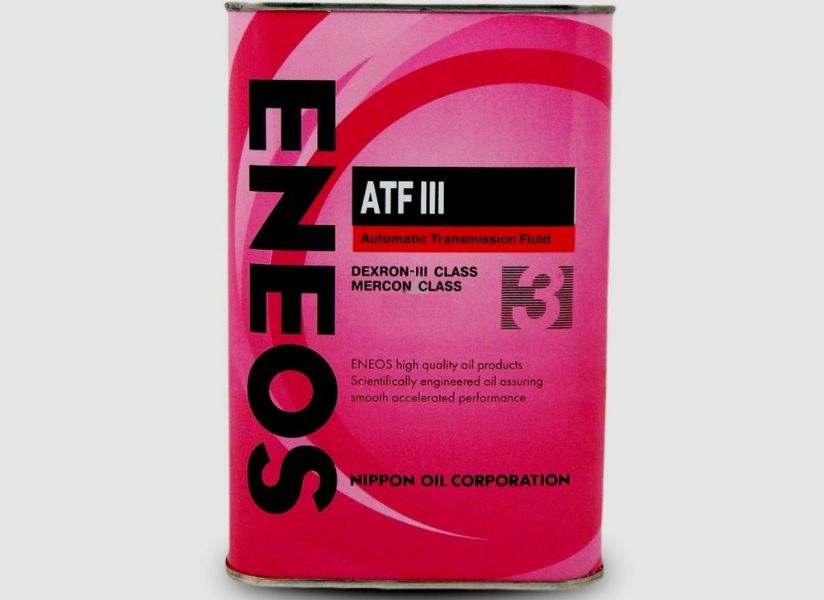 ENEOS
ATF III
Automatic Transmission Fluid
DEXRON-III CLASS
MERCON CLASS
3
ENEOS high quality oil products
Scientifically engineered oil assuring
smooth accelerated performance
NIPPON OIL CORPORATION